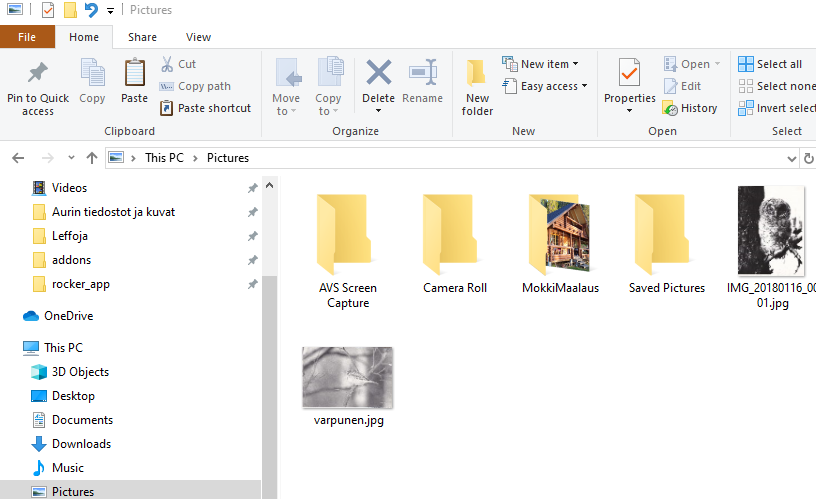 Pictures
File Home Share View
Pin to Quick access
Copy
Paste
Cut
Copy path
Paste shortcut
Clipboard
Move to
Copy to
Delete
Rename
Organize
New folder
New item
Easy access
New
Properties
Open
Edit
History
Open
Select all
Select none
Invert selec
Select
This PC > Pictures
Videos
Aurin tiedostot ja kuvat
Leffoja
addons
rocker_app
OneDrive
This PC
3D Objects
Desktop
Documents
Downloads
Music
Pictures
AVS Screen
Capture
Camera Roll
MokkiMaalaus
Saved Pictures
IMG_20180116_00
01.jpg
varpunen.jpg